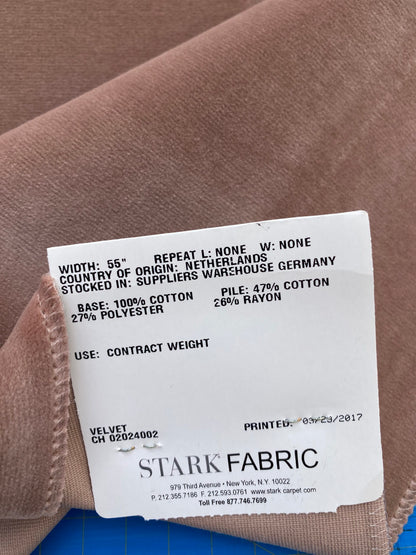 WIDTH: 55" REPEAT L: NONE W: NONE
COUNTRY OF ORIGIN: NETHERLANDS
STOCKED IN: SUPPLIERS WAREHOUSE GERMANY
BASE: 100% COTTON PILE: 47% COTTON
27% POLYESTER 26% RAYON
USE: CONTRACT WEIGHT
VELVET PRINTED: 03/29/2017
CH 02024002
STARK FABRIC
979 Third Avenue • New York, N.Y. 10022
P. 212.355.7186 F. 212.593.0761 www.stark carpet.com
Toll Free 877.746.7699